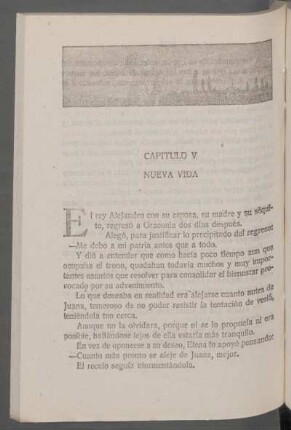 CAPITULO V
NUEVA VIDA
El rey Alejandro con su esposa, su madre y su séqui-
to, regresó a Graconia dos días después.
Alegó, para justificar lo precipitado del regreso:
—Me debo a mi patria antes que a todo.
Y dió a entender que como hacía poco tiempo aún que
ocupaba el trono, quedaban todavía muchos y muy impor-
tantes asuntos que resolver para consolidar el bienestar pro-
vocado por su advenimiento.
Lo que deseaba en realidad era alejarse cuanto antes de
Juana, temeroso de no poder resistir la tentación de verla,
teniéndola tan cerca.
Aunque no la olvidara, porque ni se lo proponía ni era
posible, hallándose lejos de ella estaría más tranquilo.
En vez de oponerse a su deseo, Elena lo apoyó pensando:
—Cuanto más pronto se aleje de Juana, mejor.
El recelo seguía atormentándola.